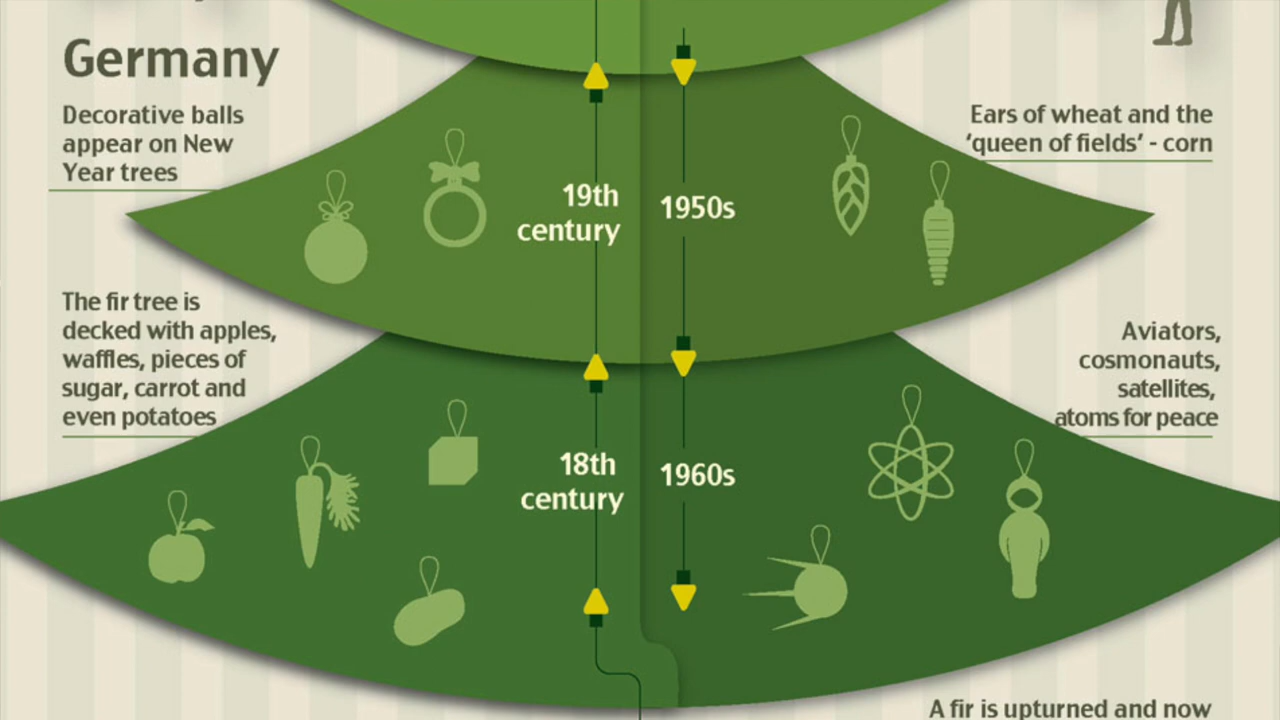 Germany
Decorative balls
appear on New
Year trees
19th
century
1950s
Ears of wheat and the
‘queen of fields’ - corn
The fir tree is
decked with apples,
waffles, pieces of
sugar, carrot and
even potatoes
18th
century
1960s
Aviators,
cosmonauts,
satellites,
atoms for peace
A fir is upturned and now